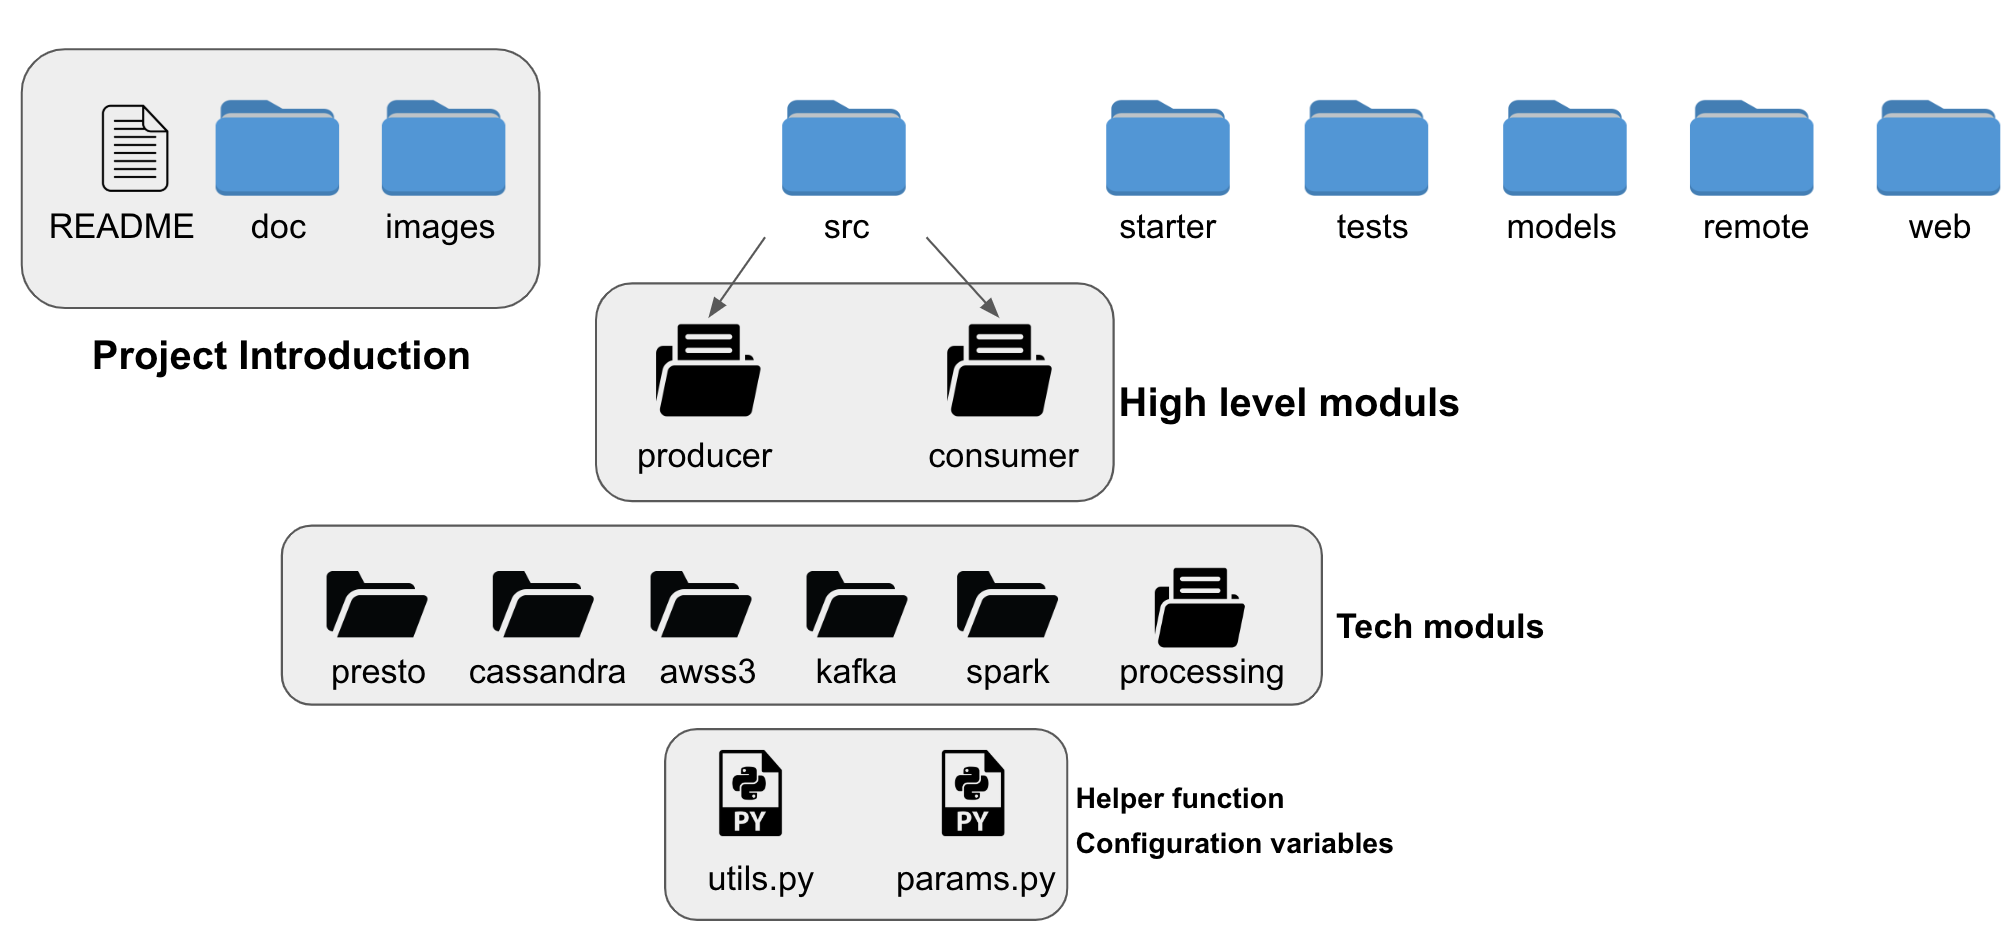 README
doc
images
src
starter
tests
models
remote
web
Project Introduction
producer
consumer
High level moduls
presto
cassandra
awss3
kafka
spark
processing
Tech moduls
PY
PY
utils.py
params.py
Helper function
Configuration variables